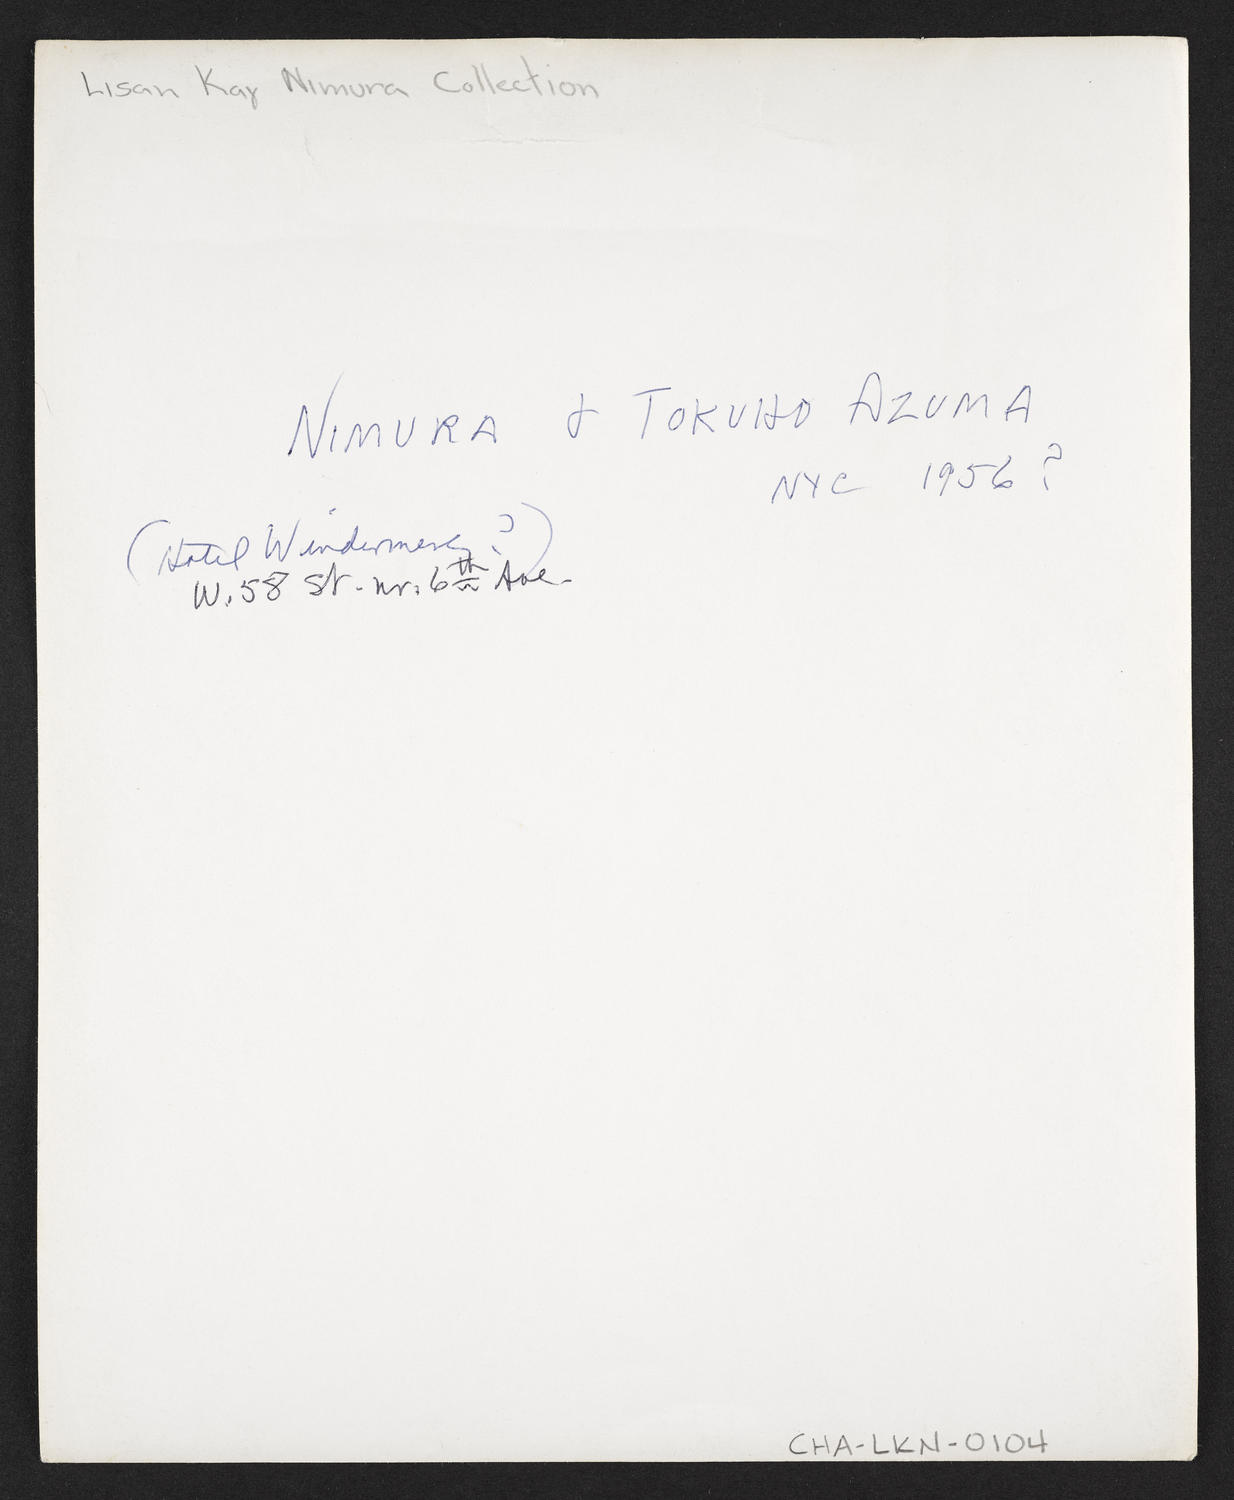 Lisan Kay Nimura Collection
NIMURA & TOKUHO AZUMA
NYC 1956?
(Hotel Windermere?)
W. 58 St. nr. 6th Ave.
CHA-LKN-0104